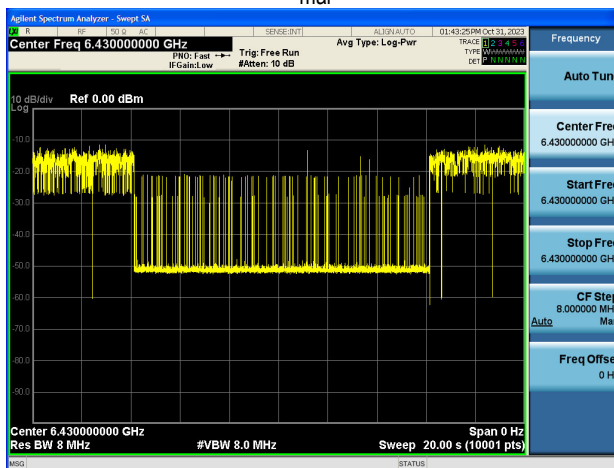 Agilent Spectrum Analyzer - Swept SA
R RF 50 Ω AC SENSE:INT ALIGNAUTO 01:43:25 PM Oct 31, 2023
Center Freq 6.430000000 GHz
PNO: Fast
IFGain:Low
Trig: Free Run
#Atten: 10 dB
Avg Type: Log-Pwr
TRACE 1 2 3 4 5 6
TYPE
DET P N N N N N
10 dB/div Ref 0.00 dBm
Log
-10.0
-20.0
-30.0
-40.0
-50.0
-60.0
-70.0
-80.0
-90.0
Center 6.430000000 GHz Span 0 Hz
Res BW 8 MHz #VBW 8.0 MHz Sweep 20.00 s (10001 pts)
MSG STATUS
Frequency
Auto Tun
Center Fre
6.430000000 GH
Start Fre
6.430000000 GH
Stop Fre
6.430000000 GH
CF Step
8.000000 MH
Auto Ma
Freq Offse
0 H